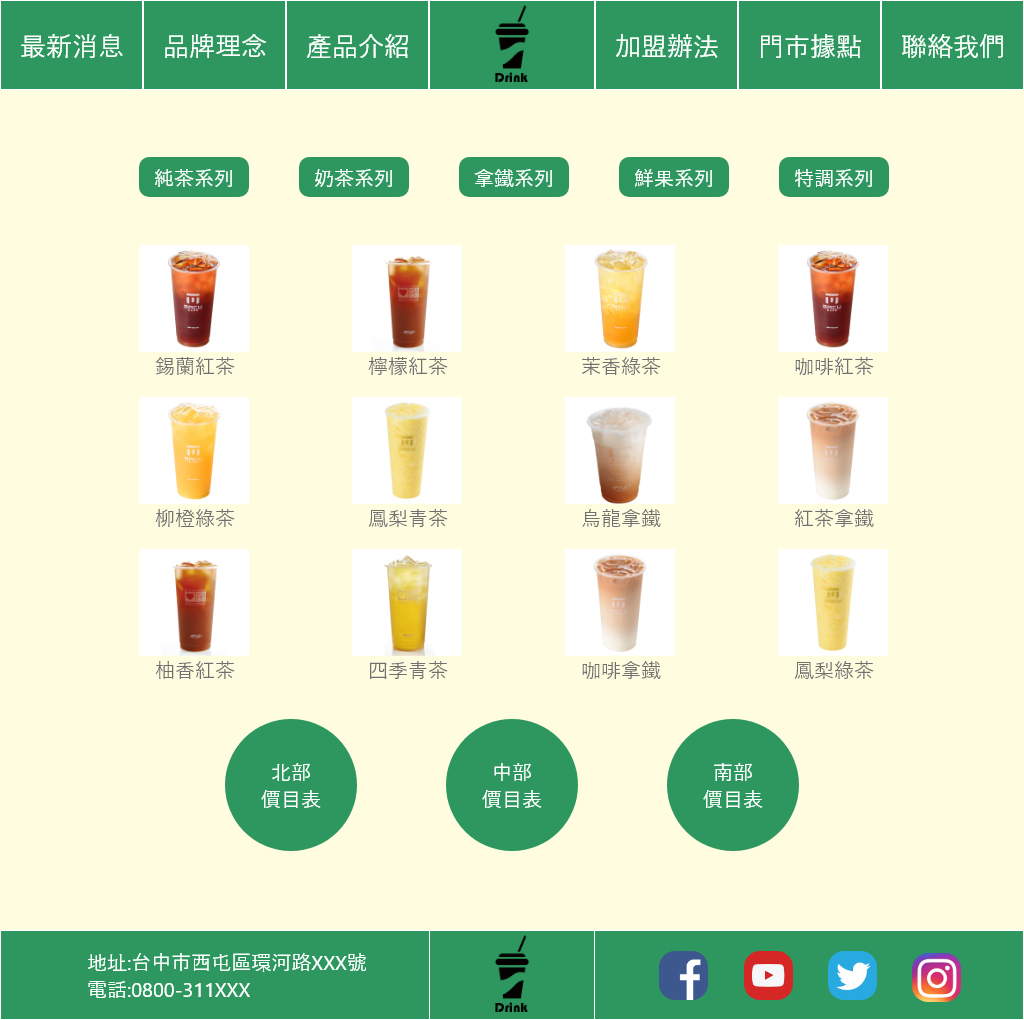 最新消息
品牌理念
產品介紹
Drink
加盟辦法
門市據點
聯絡我們
純茶系列
奶茶系列
拿鐵系列
鮮果系列
特調系列
錫蘭紅茶
檸檬紅茶
茉香綠茶
咖啡紅茶
柳橙綠茶
鳳梨青茶
烏龍拿鐵
紅茶拿鐵
柚香紅茶
四季青茶
咖啡拿鐵
鳳梨綠茶
北部
價目表
中部
價目表
南部
價目表
地址:台中市西屯區環河路XXX號
電話:0800-311XXX
Drink